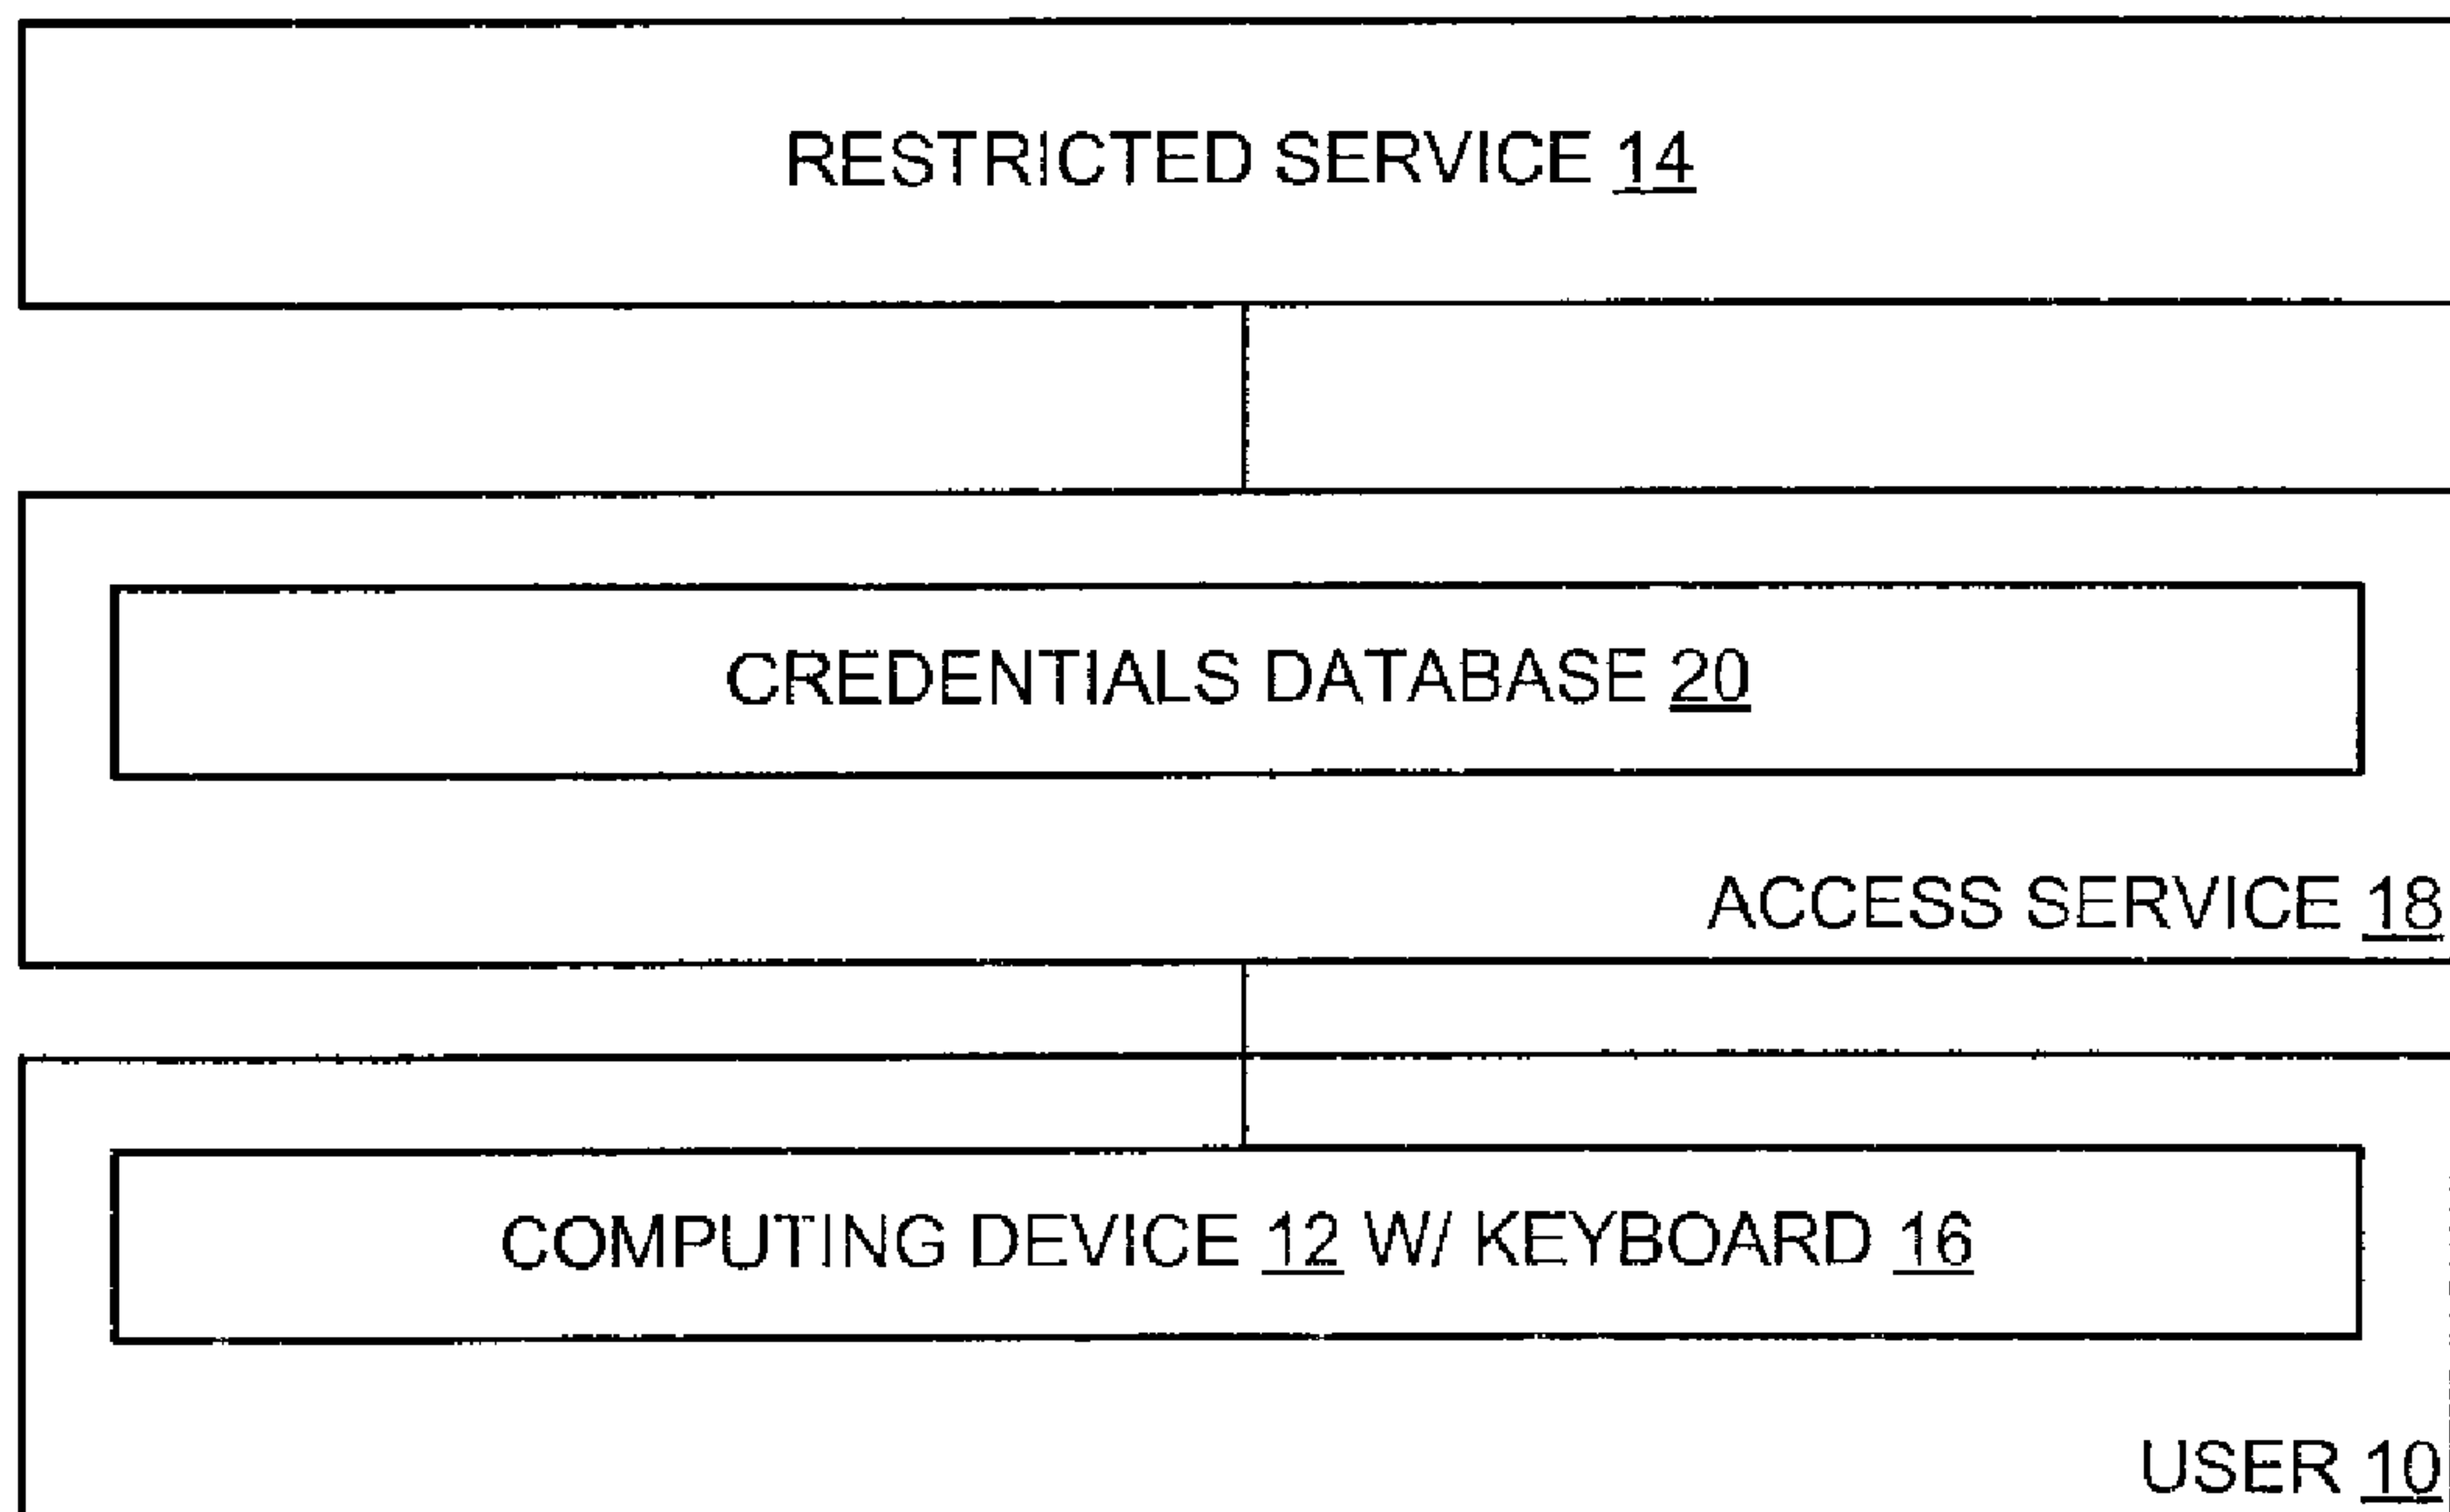 RESTRICTED SERVICE 14
CREDENTIALS DATABASE 20
ACCESS SERVICE 18
COMPUTING DEVICE 12 W/ KEYBOARD 16
USER 10